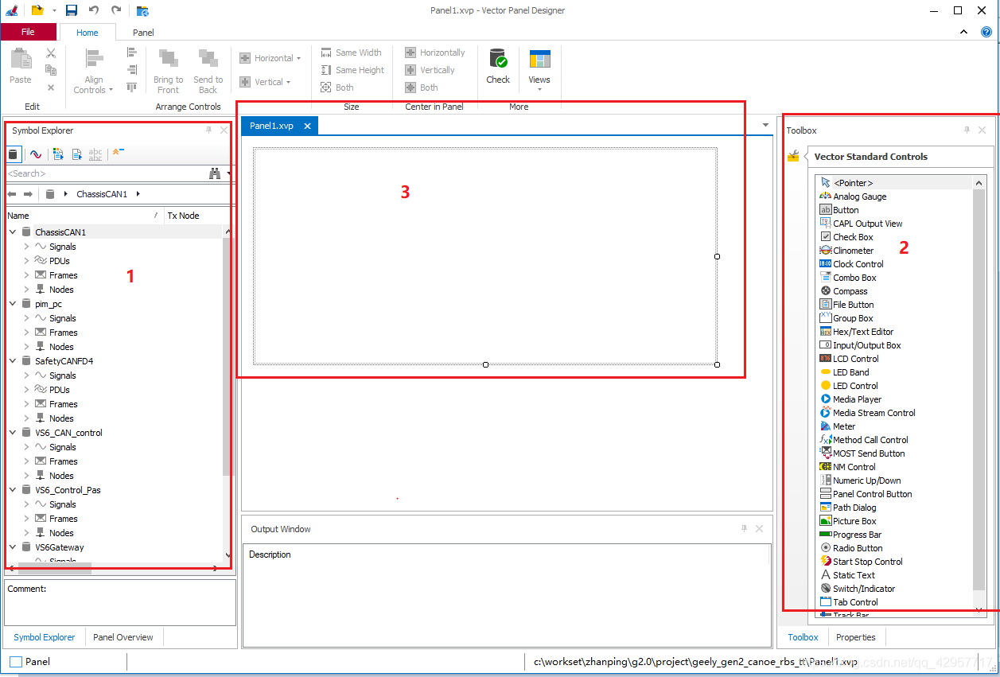 Panel1.xvp - Vector Panel Designer
File
Home
Panel
Paste
Align
Controls
Bring to
Front
Send to
Back
Horizontal
Vertical
Same Width
Same Height
Both
Horizontally
Vertically
Both
Check
Views
Edit
Arrange Controls
Size
Center in Panel
More
Symbol Explorer
abc
<Search>
ChassisCAN1
Name
/
Tx Node
ChassisCAN1
Signals
PDUs
Frames
Nodes
pim_pc
Signals
Frames
Nodes
SafetyCANFD4
Signals
PDUs
Frames
Nodes
VS6_CAN_control
Signals
Frames
Nodes
VS6_Control_Pas
Signals
Frames
Nodes
VS6Gateway
Signals
1
Comment:
Symbol Explorer
Panel Overview
Panel1.xvp
3
Output Window
Description
Toolbox
Vector Standard Controls
<Pointer>
Analog Gauge
Button
CAPL Output View
Check Box
Clinometer
Clock Control
Combo Box
Compass
File Button
Group Box
Hex/Text Editor
Input/Output Box
LCD Control
LED Band
LED Control
Media Player
Media Stream Control
Meter
Method Call Control
MOST Send Button
NM Control
Numeric Up/Down
Panel Control Button
Path Dialog
Picture Box
Progress Bar
Radio Button
Start Stop Control
Static Text
Switch/Indicator
Tab Control
Track Bar
2
Toolbox
Properties
Panel
c:\workset\zhanping\g2.0\project\geely_gen2_canoe_rbs_tt\Panel1.xvp